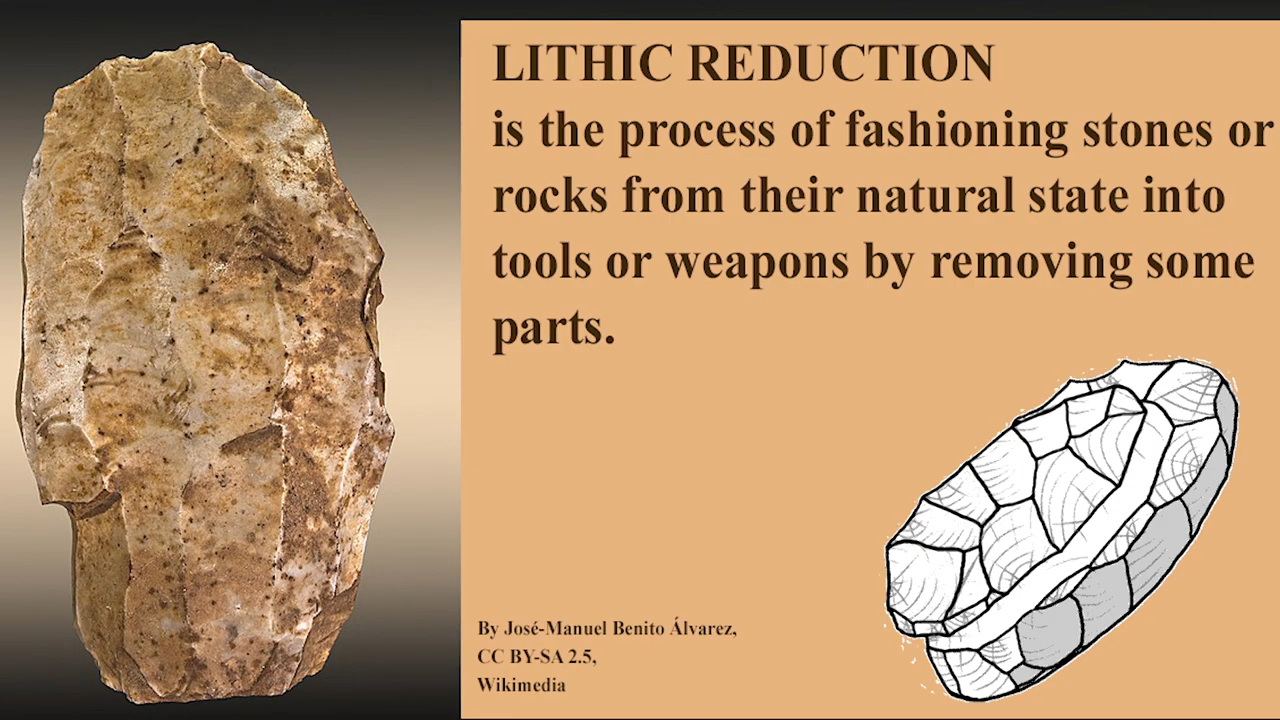 LITHIC REDUCTION
is the process of fashioning stones or
rocks from their natural state into
tools or weapons by removing some
parts.
By José-Manuel Benito Álvarez,
CC BY-SA 2.5,
Wikimedia